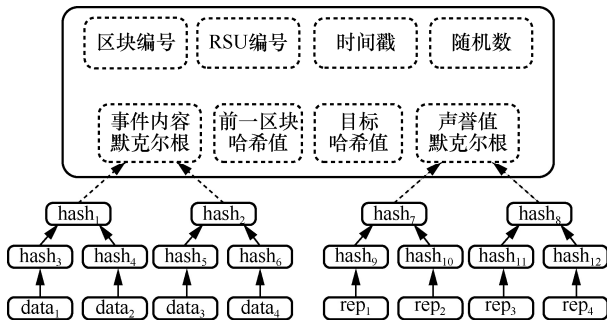 区块编号 RSU编号 时间戳 随机数
事件内容 前一区块 目标 声誉值
默克尔根 哈希值 哈希值 默克尔根
hash₁ hash₂ hash₇ hash₈
hash₃ hash₄ hash₅ hash₆ hash₉ hash₁₀ hash₁₁ hash₁₂
data₁ data₂ data₃ data₄ rep₁ rep₂ rep₃ rep₄